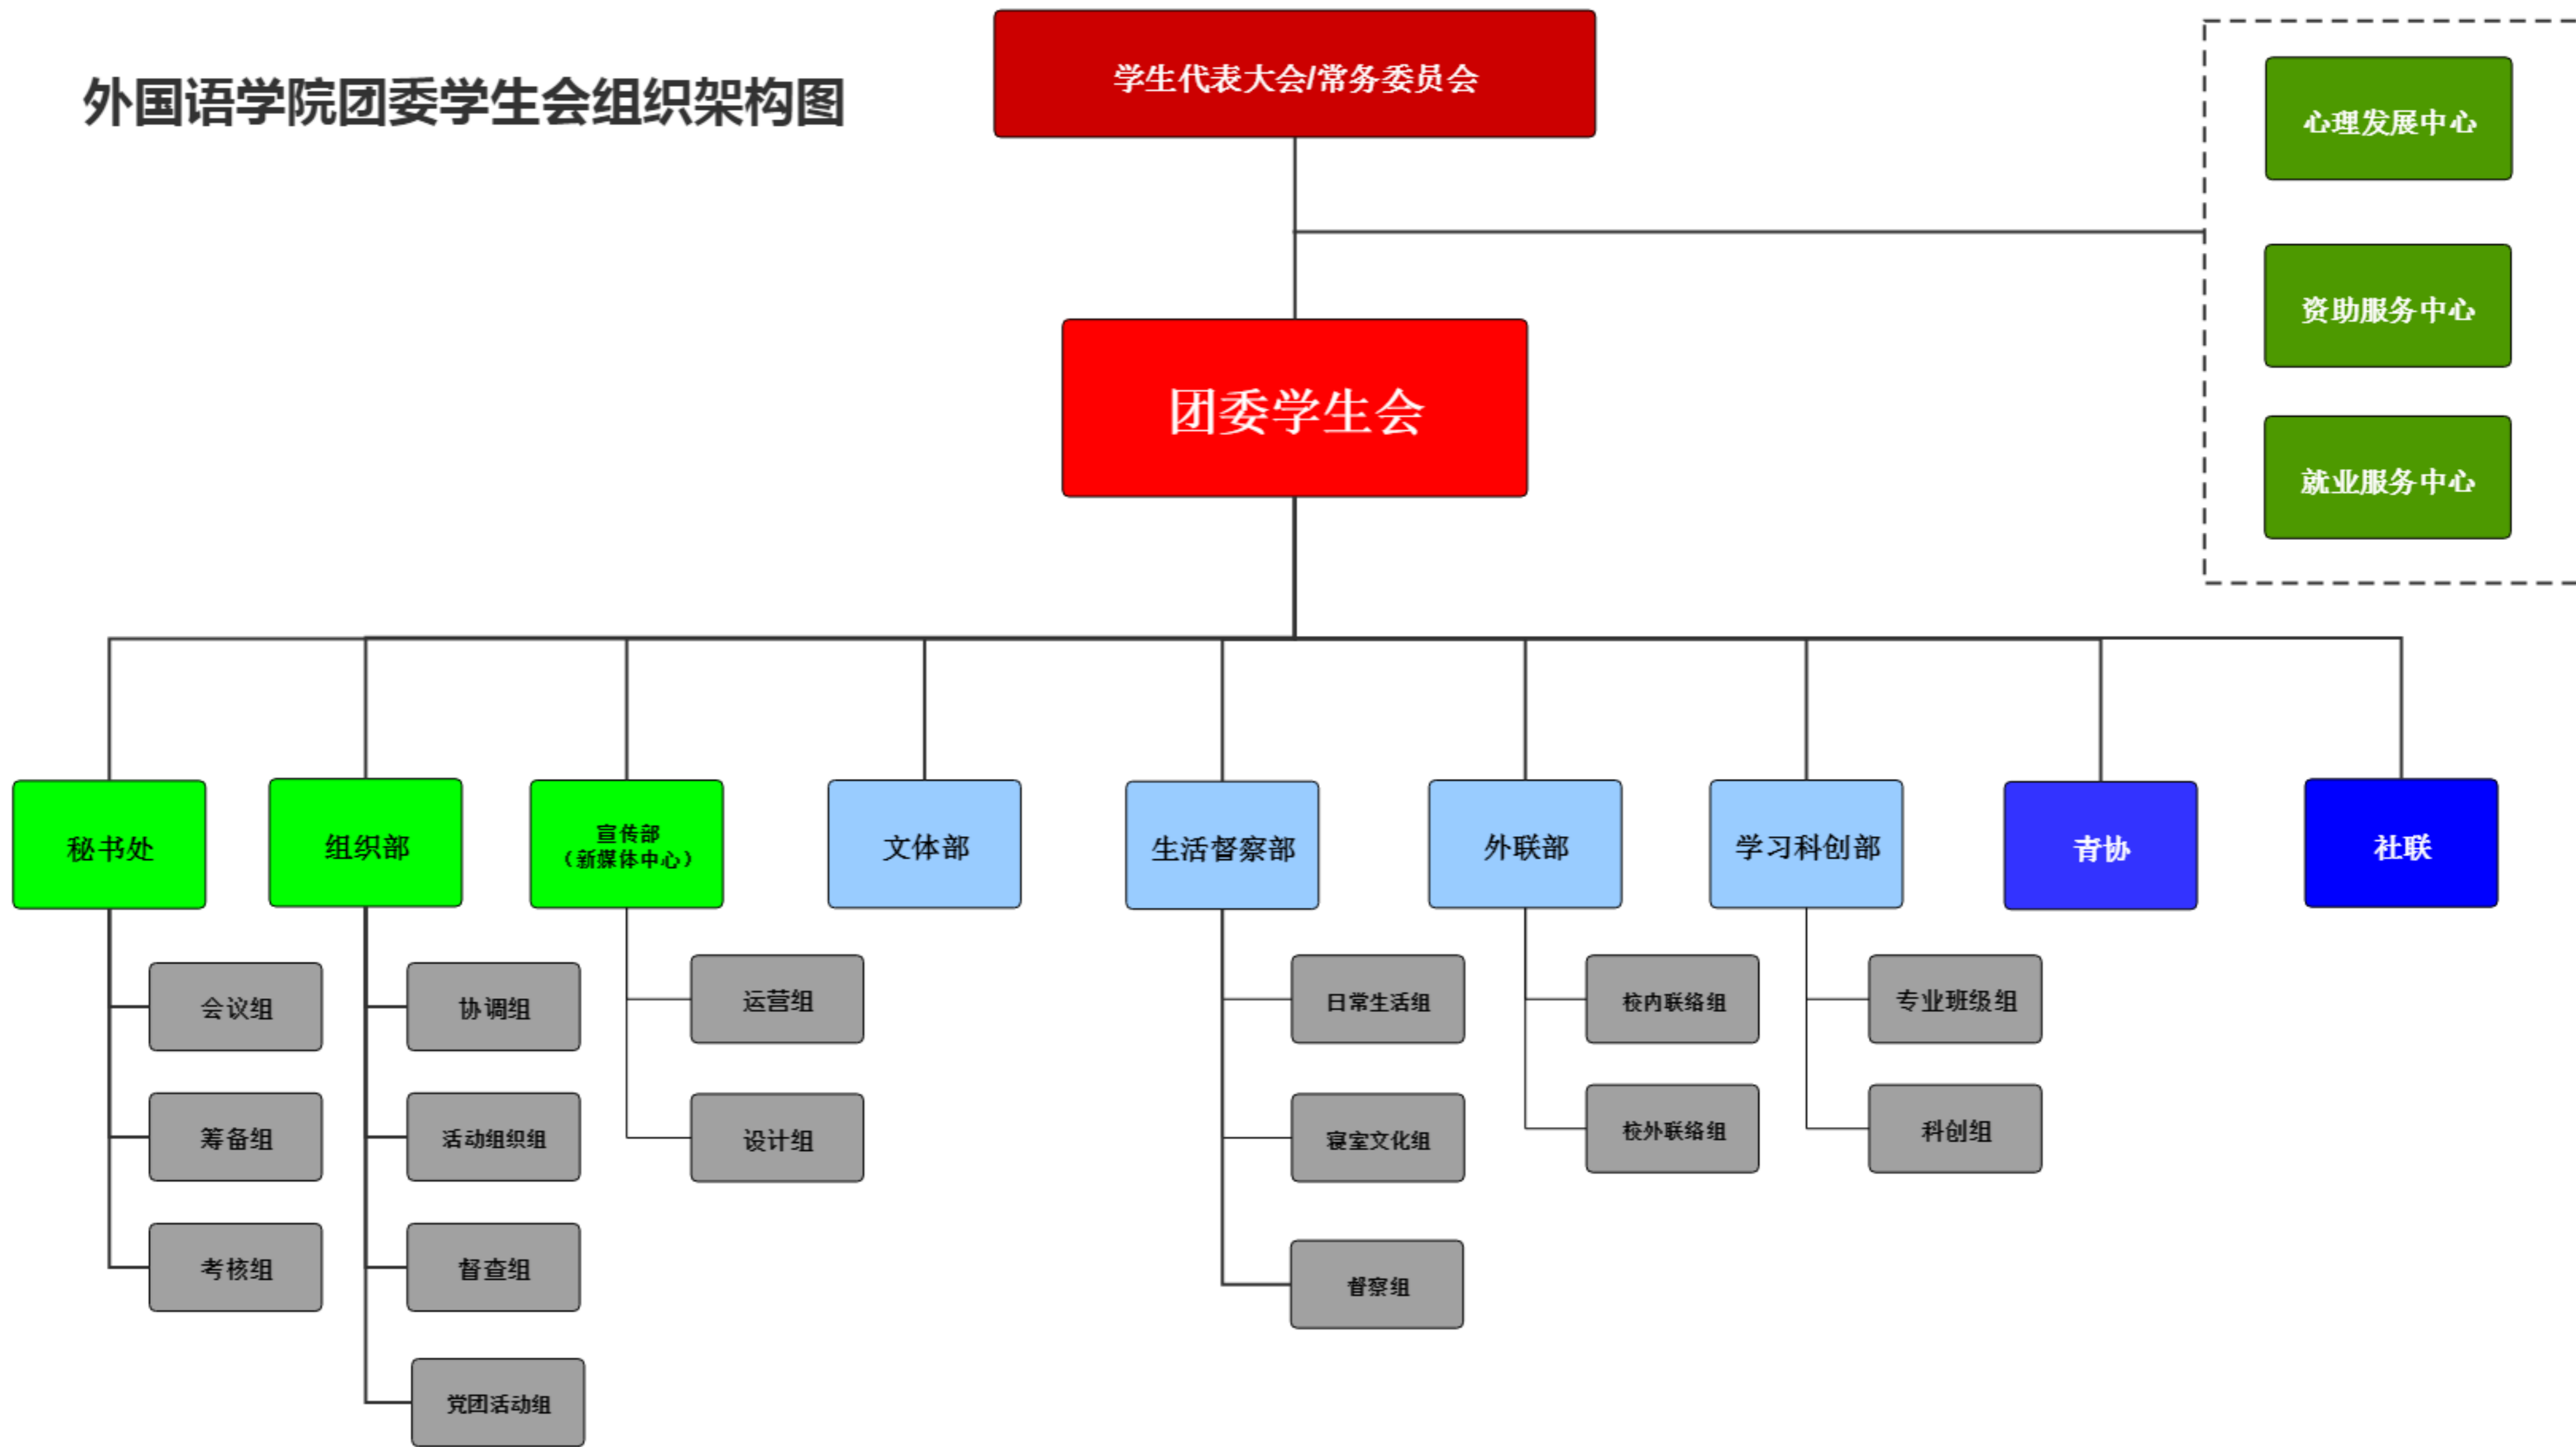 外国语学院团委学生会组织架构图
学生代表大会/常务委员会
心理发展中心
资助服务中心
就业服务中心
团委学生会
秘书处
组织部
宣传部
（新媒体中心）
文体部
生活督察部
外联部
学习科创部
青协
社联
会议组
筹备组
考核组
协调组
活动组织组
督查组
党团活动组
运营组
设计组
日常生活组
寝室文化组
督察组
校内联络组
校外联络组
专业班级组
科创组